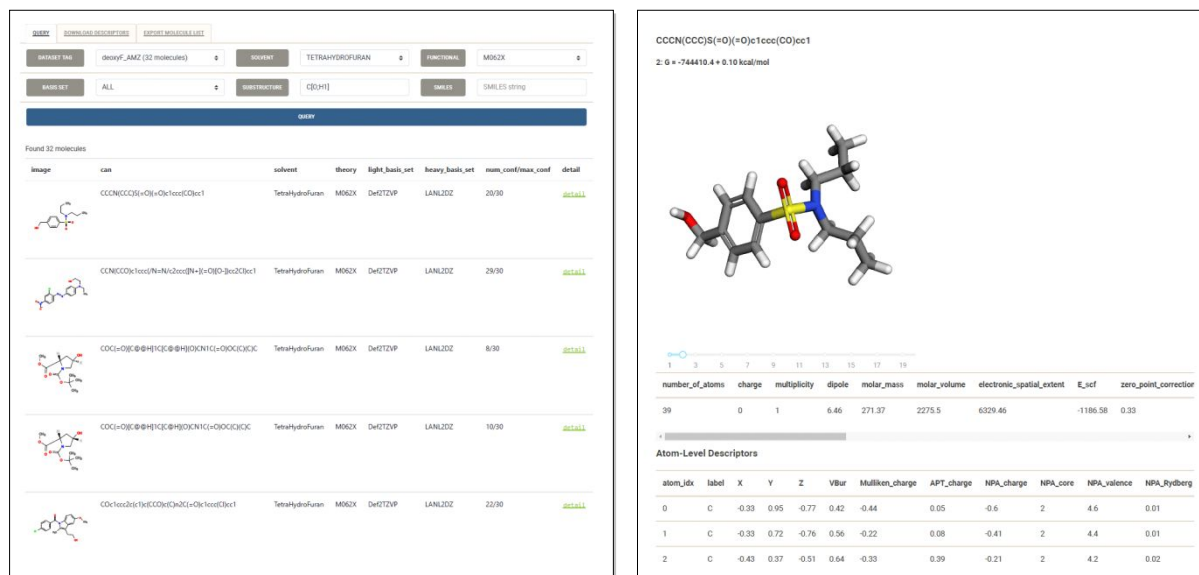 QUERY DOWNLOAD DESCRIPTORS EXPORT MOLECULE LIST
DATASET TAG deoxyF_AMZ (32 molecules) SOLVENT TETRAHYDROFURAN FUNCTIONAL M062X
BASIS SET ALL SUBSTRUCTURE C[O;H1] SMILES SMILES string
QUERY
Found 32 molecules
image can solvent theory light_basis_set heavy_basis_set num_conf/max_conf detail
CCCN(CCC)S(=O)(=O)c1ccc(CO)cc1 TetraHydroFuran M062X Def2TZVP LANL2DZ 20/30 detail
CCN(CCO)c1ccc(/N=N/c2ccc([N+](=O)[O-])cc2Cl)cc1 TetraHydroFuran M062X Def2TZVP LANL2DZ 29/30 detail
COC(=O)[C@@H]1C[C@@H](O)CN1C(=O)OC(C)(C)C TetraHydroFuran M062X Def2TZVP LANL2DZ 8/30 detail
COC(=O)[C@@H]1C[C@H](O)CN1C(=O)OC(C)(C)C TetraHydroFuran M062X Def2TZVP LANL2DZ 10/30 detail
COc1ccc2c(c1)c(CCO)c(C)n2C(=O)c1ccc(Cl)cc1 TetraHydroFuran M062X Def2TZVP LANL2DZ 22/30 detail
CCCN(CCC)S(=O)(=O)c1ccc(CO)cc1
2: G = -744410.4 + 0.10 kcal/mol
1 3 5 7 9 11 13 15 17 19
number_of_atoms charge multiplicity dipole molar_mass molar_volume electronic_spatial_extent E_scf zero_point_correction
39 0 1 6.46 271.37 2275.5 6329.46 -1186.58 0.33
Atom-Level Descriptors
atom_idx label X Y Z VBur Mulliken_charge APT_charge NPA_charge NPA_core NPA_valence NPA_Rydberg
0 C -0.33 0.95 -0.77 0.42 -0.44 0.05 -0.6 2 4.6 0.01
1 C -0.33 0.72 -0.76 0.56 -0.22 0.08 -0.41 2 4.4 0.01
2 C -0.43 0.37 -0.51 0.64 -0.33 0.39 -0.21 2 4.2 0.02